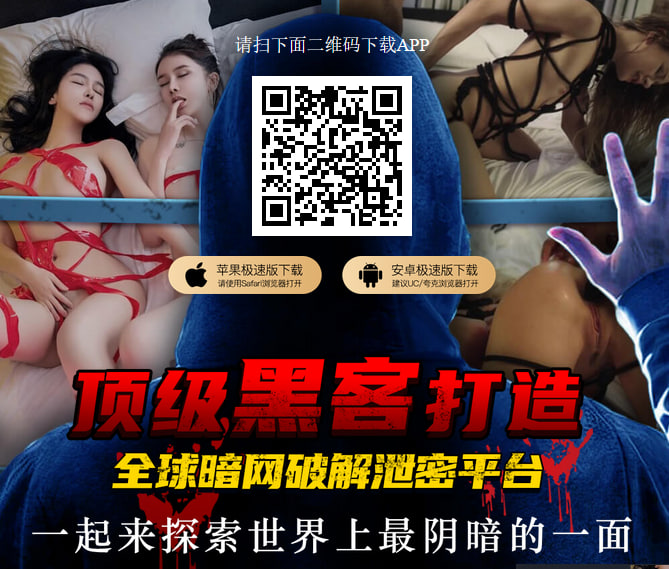 请扫下面二维码下载APP
苹果极速版下载
请使用Safari浏览器打开
安卓极速版下载
建议UC/夸克浏览器打开
顶级黑客打造
全球暗网破解泄密平台
一起来探索世界上最阴暗的一面